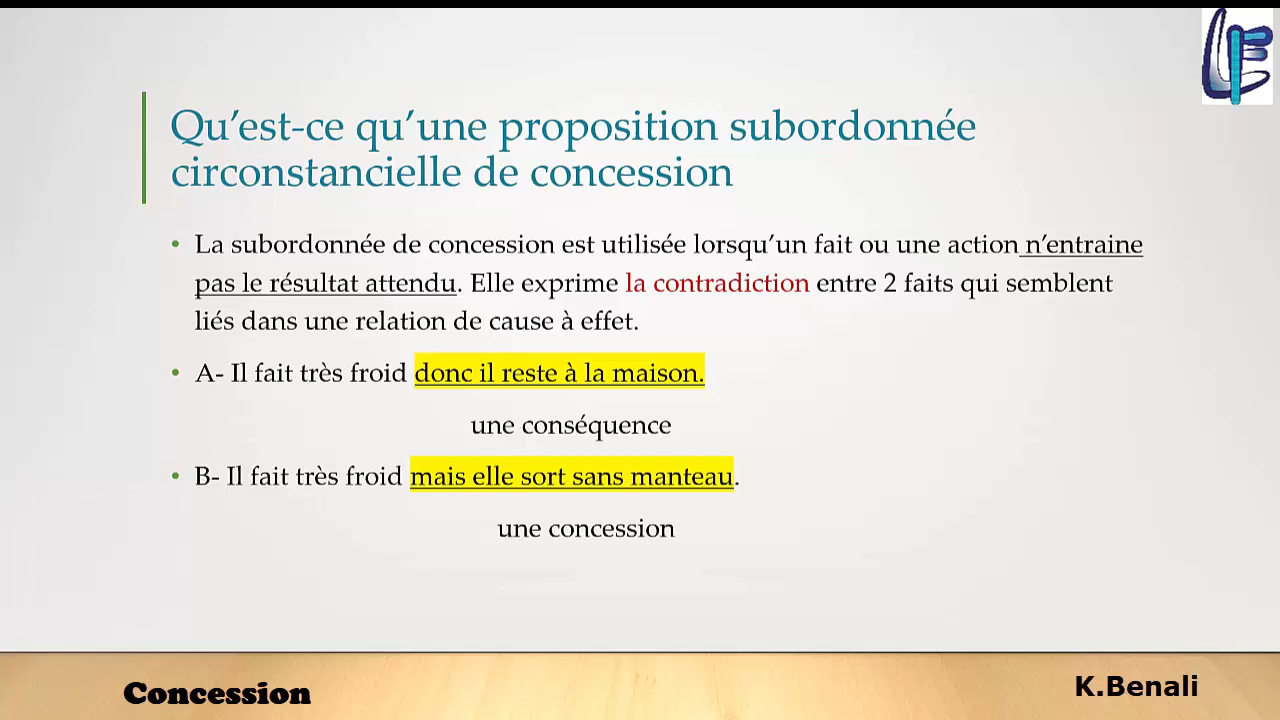 Qu’est-ce qu’une proposition subordonnée
circonstancielle de concession
• La subordonnée de concession est utilisée lorsqu’un fait ou une action n’entraine
pas le résultat attendu. Elle exprime la contradiction entre 2 faits qui semblent
liés dans une relation de cause à effet.
• A- Il fait très froid donc il reste à la maison.
une conséquence
• B- Il fait très froid mais elle sort sans manteau.
une concession
Concession
K.Benali